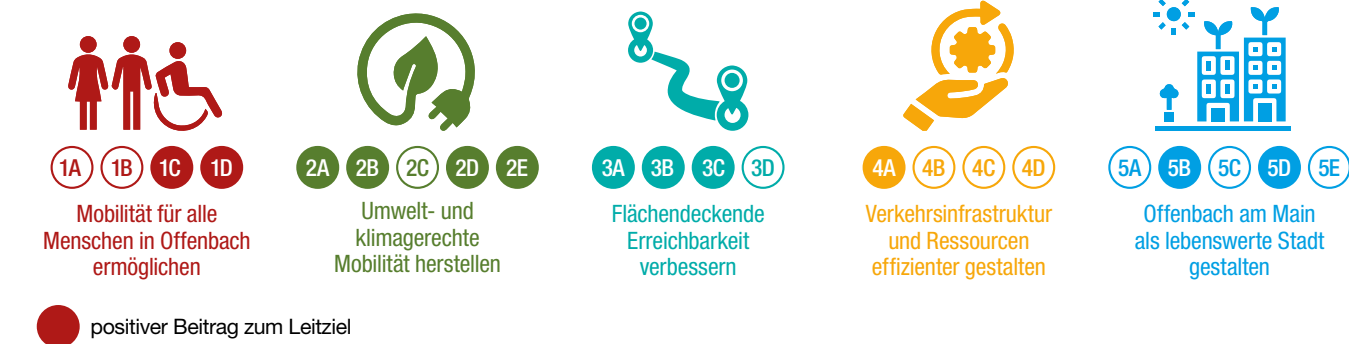 1A 1B 1C 1D
Mobilität für alle
Menschen in Offenbach
ermöglichen
2A 2B 2C 2D 2E
Umwelt- und
klimagerechte
Mobilität herstellen
3A 3B 3C 3D
Flächendeckende
Erreichbarkeit
verbessern
4A 4B 4C 4D
Verkehrsinfrastruktur
und Ressourcen
effizienter gestalten
5A 5B 5C 5D 5E
Offenbach am Main
als lebenswerte Stadt
gestalten
positiver Beitrag zum Leitziel